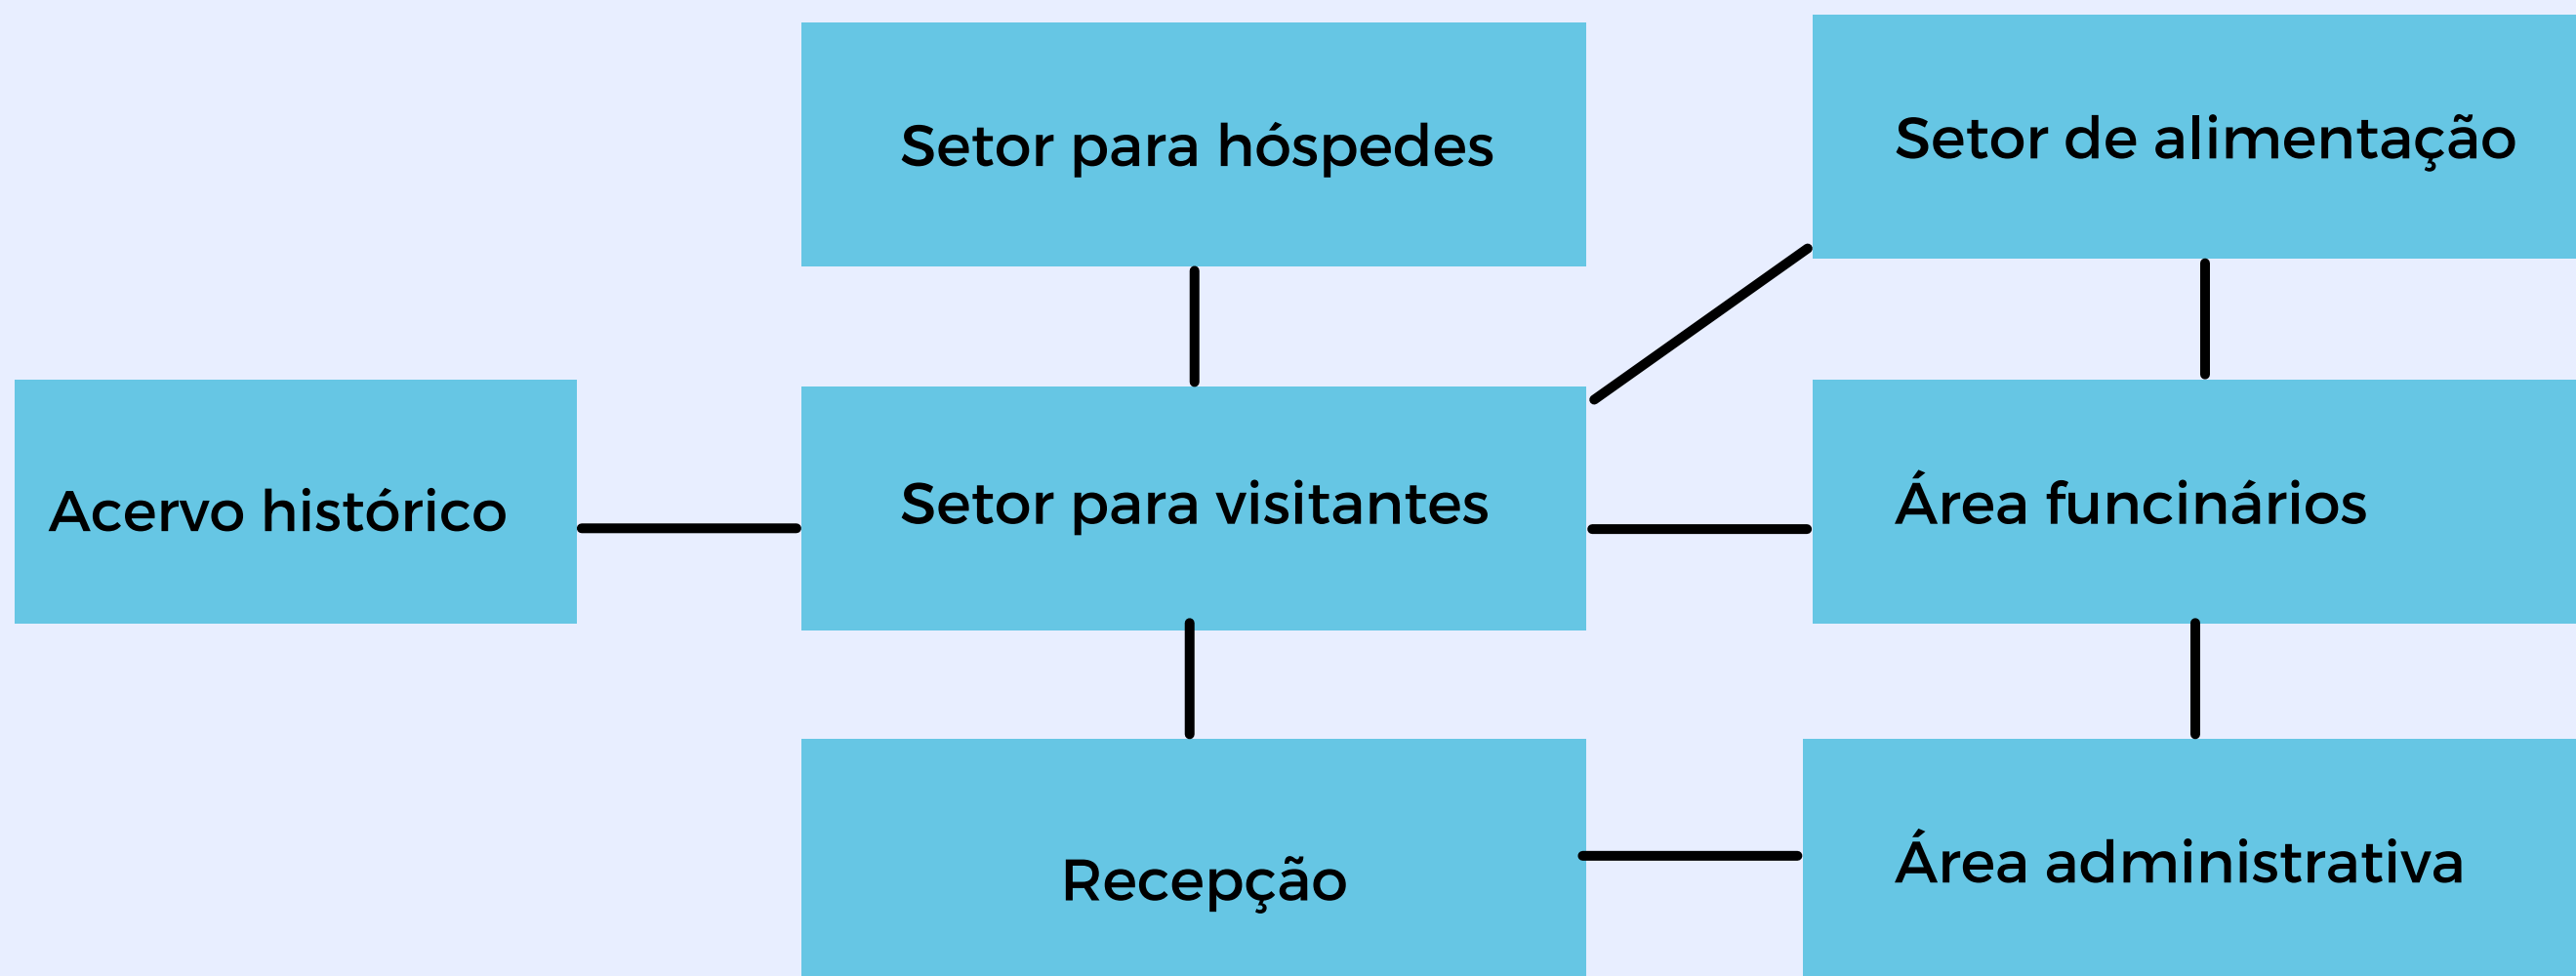 Setor para hóspedes
Setor de alimentação
Acervo histórico
Setor para visitantes
Área funcinários
Recepção
Área administrativa